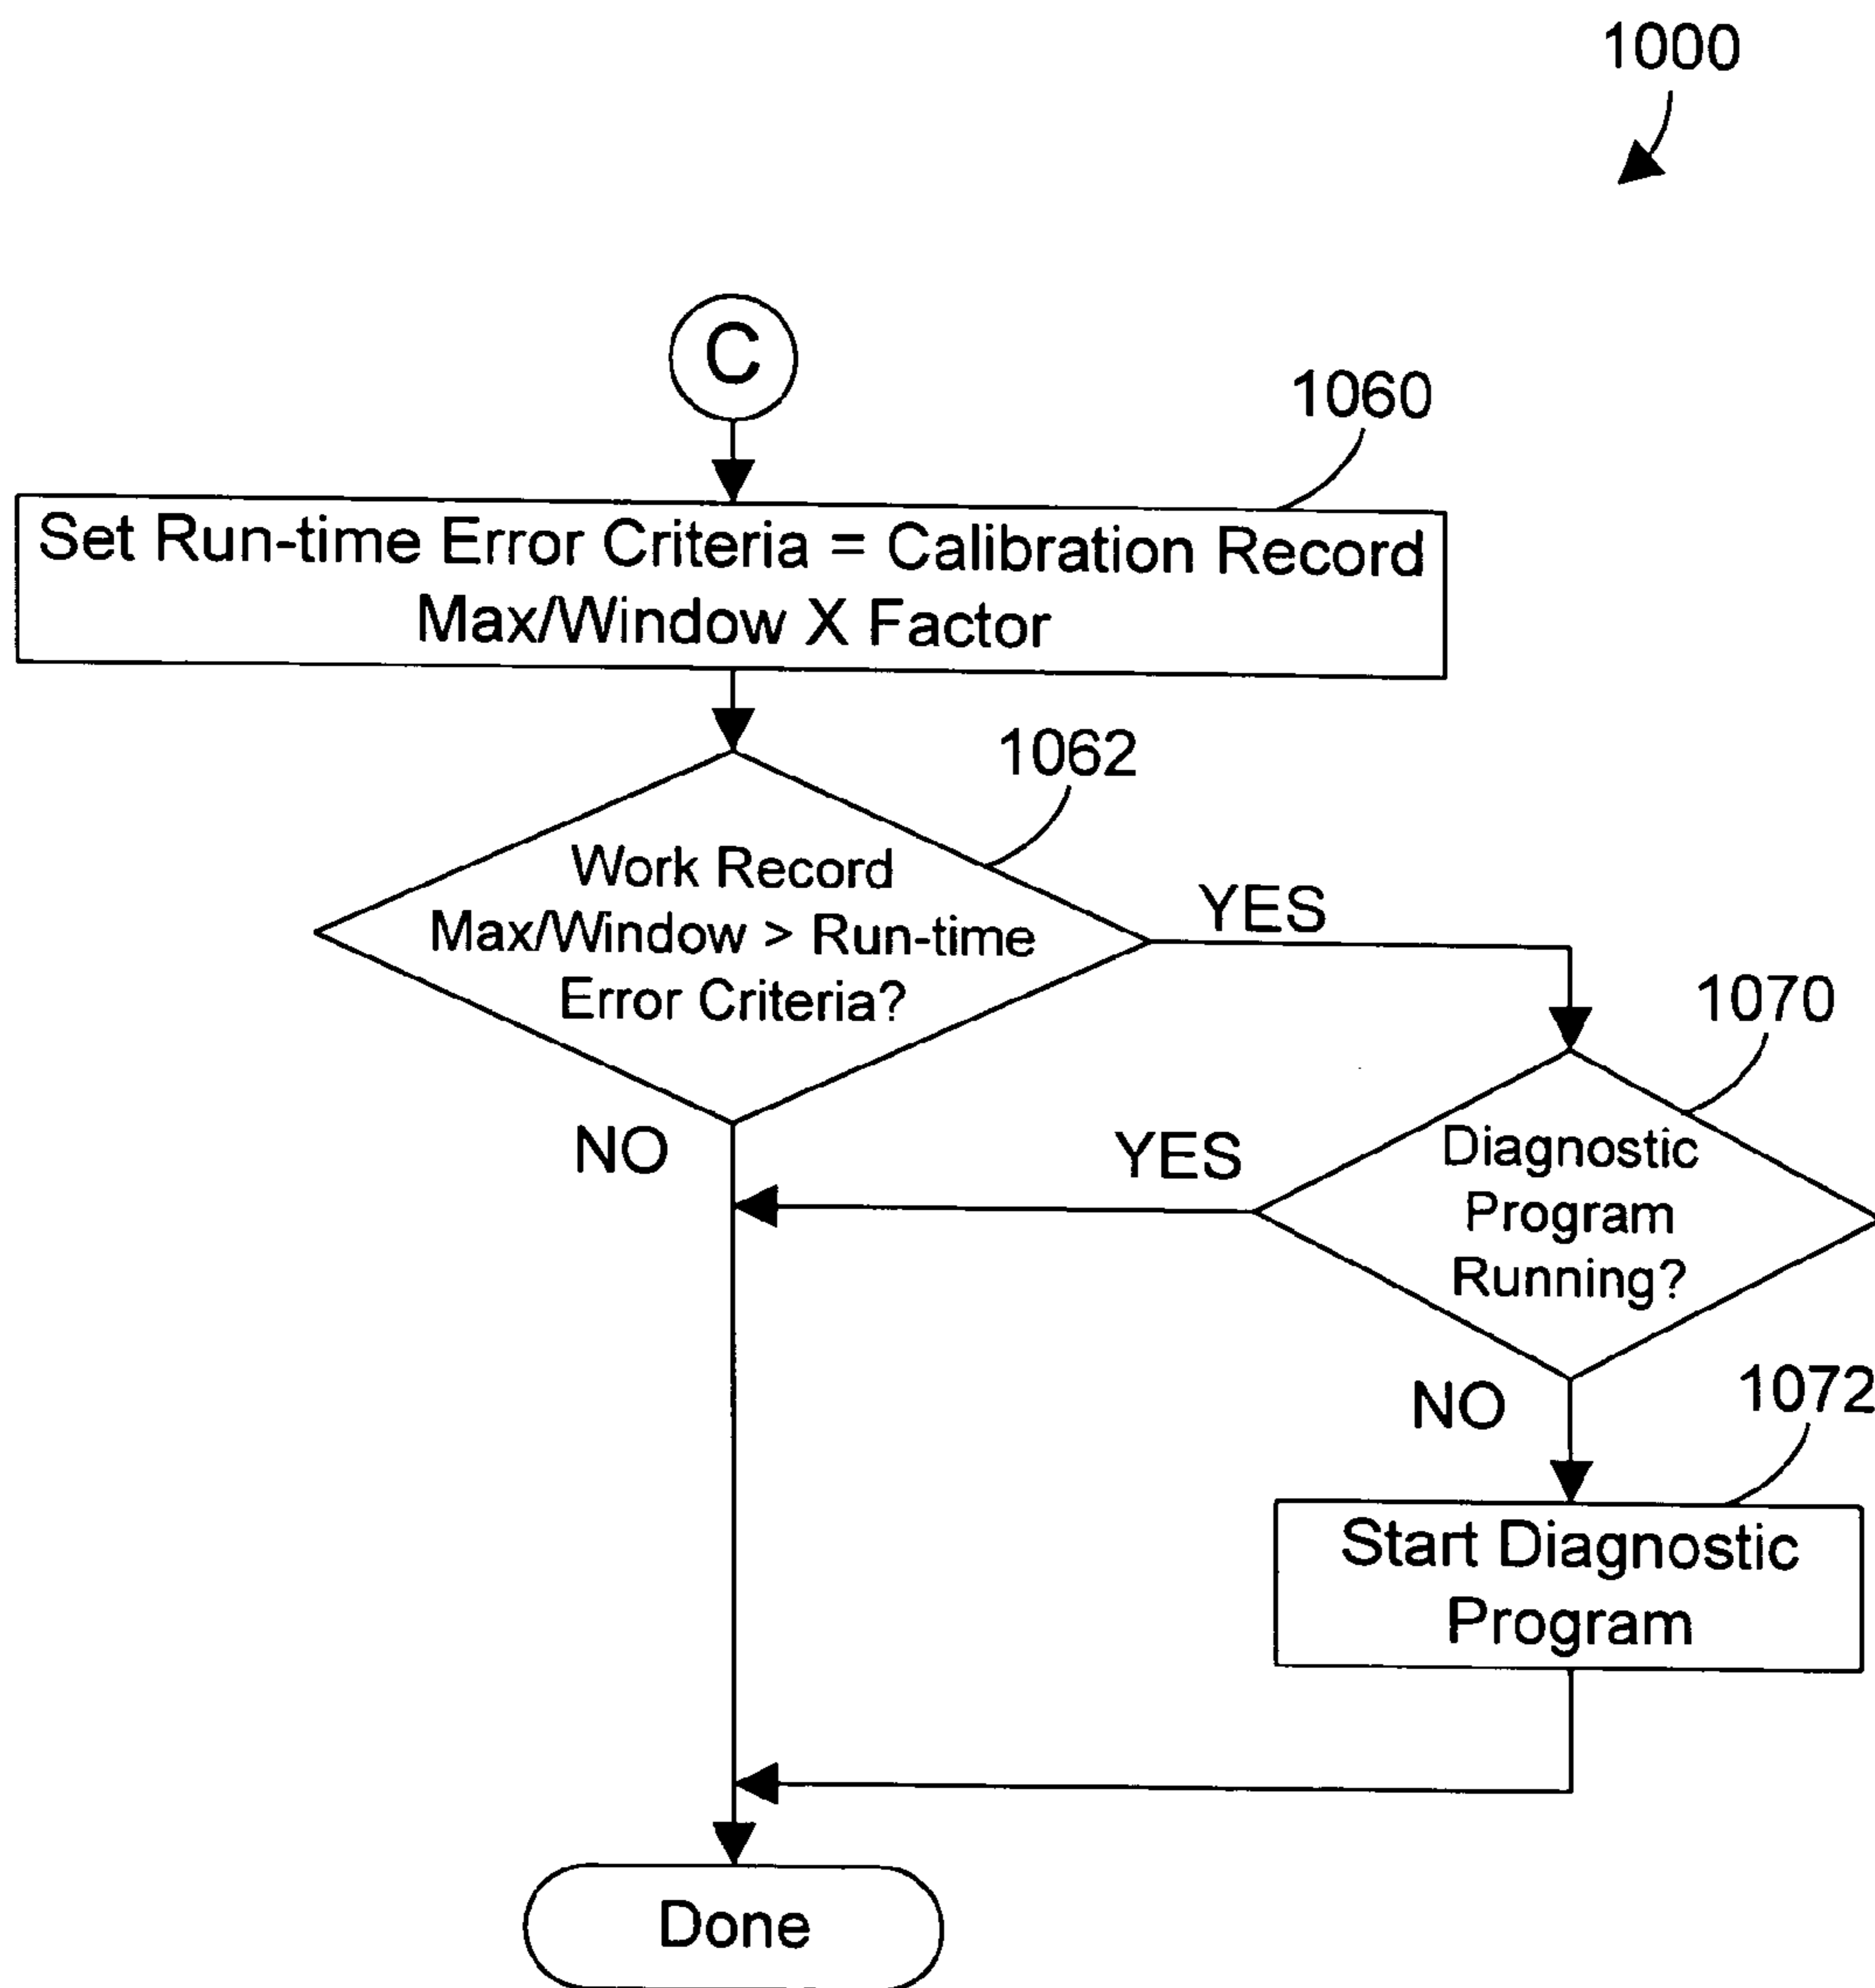 1000
C
1060
Set Run-time Error Criteria = Calibration Record
Max/Window X Factor
1062
Work Record
Max/Window > Run-time
Error Criteria?
YES
1070
NO
YES
Diagnostic
Program
Running?
NO
1072
Start Diagnostic
Program
Done